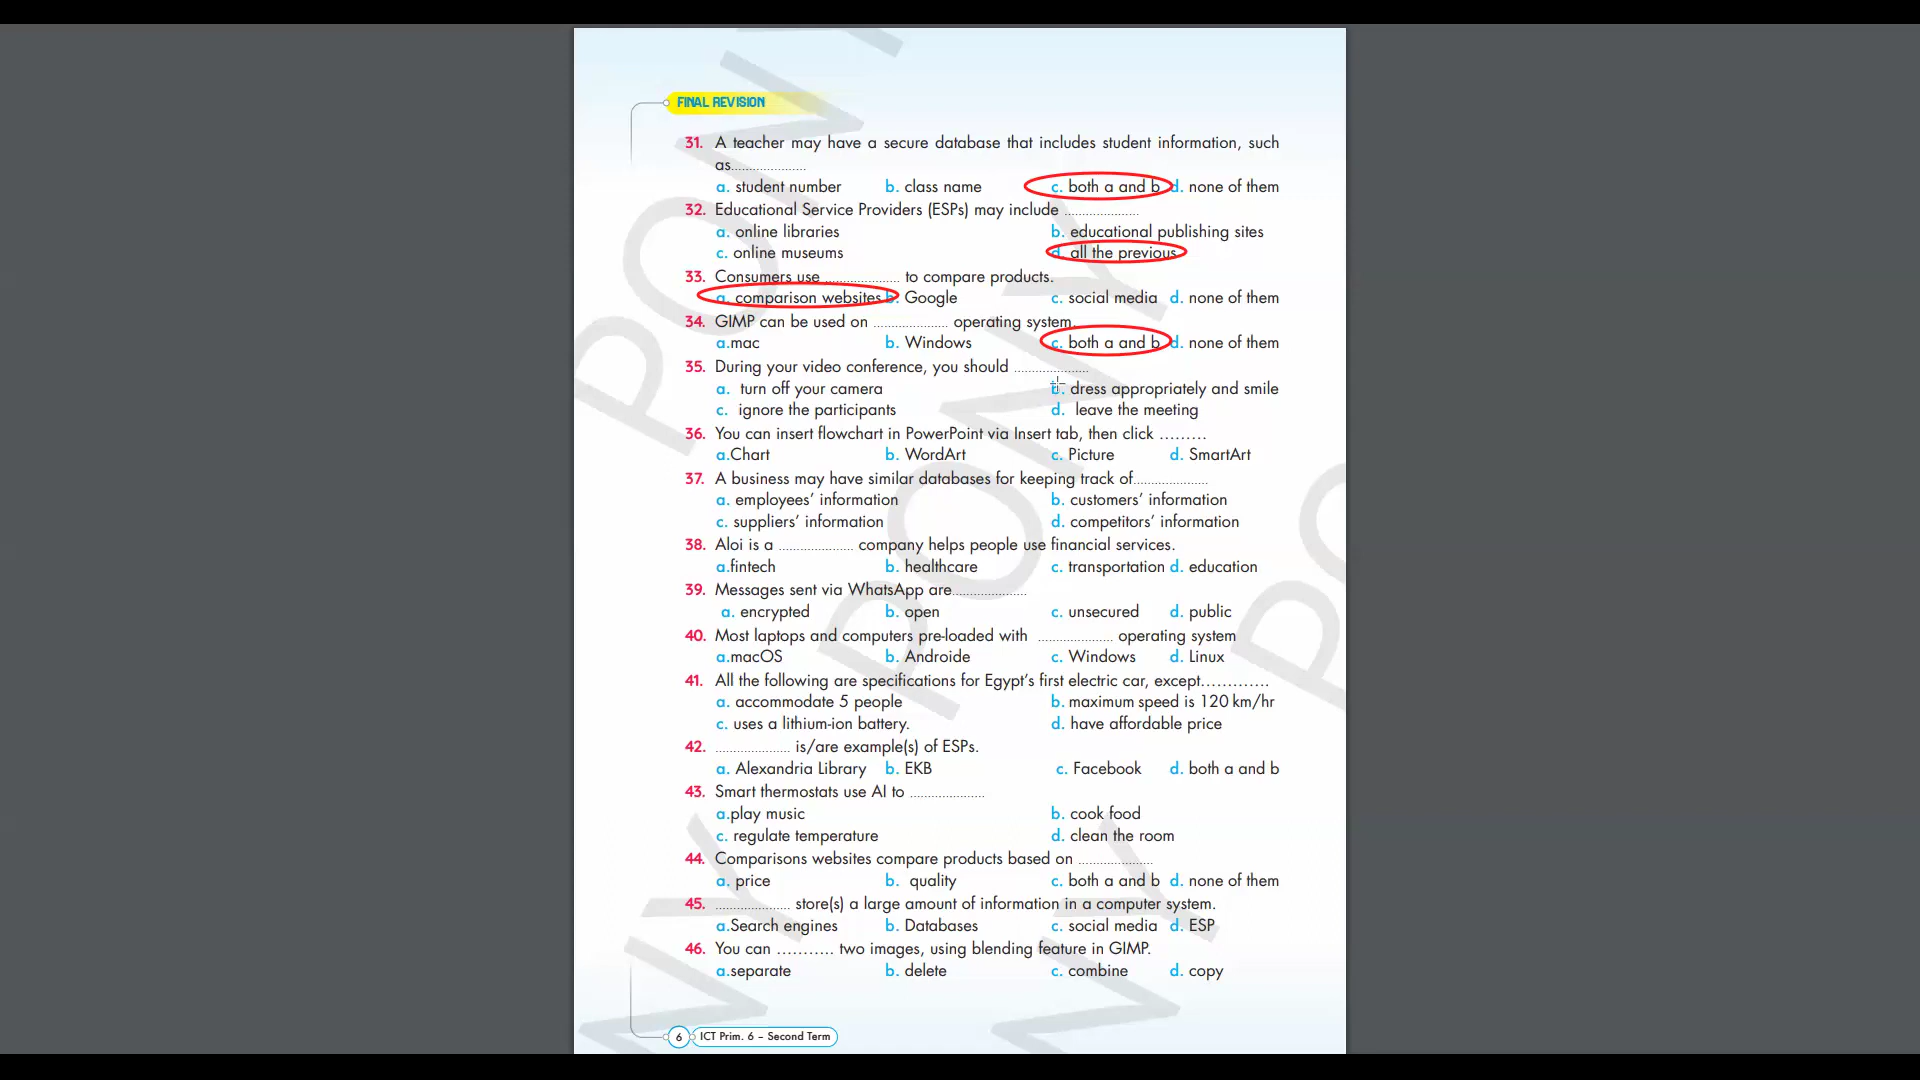 FINAL REVISION
31. A teacher may have a secure database that includes student information, such
as....................
a. student number b. class name c. both a and b d. none of them
32. Educational Service Providers (ESPs) may include ....................
a. online libraries b. educational publishing sites
c. online museums d. all the previous
33. Consumers use .................... to compare products.
a. comparison websites b. Google c. social media d. none of them
34. GIMP can be used on .................... operating system.
a.mac b. Windows c. both a and b d. none of them
35. During your video conference, you should ....................
a. turn off your camera b. dress appropriately and smile
c. ignore the participants d. leave the meeting
36. You can insert flowchart in PowerPoint via Insert tab, then click .........
a.Chart b. WordArt c. Picture d. SmartArt
37. A business may have similar databases for keeping track of....................
a. employees’ information b. customers’ information
c. suppliers’ information d. competitors’ information
38. Aloi is a .................... company helps people use financial services.
a.fintech b. healthcare c. transportation d. education
39. Messages sent via WhatsApp are....................
a. encrypted b. open c. unsecured d. public
40. Most laptops and computers pre-loaded with .................... operating system
a.macOS b. Androide c. Windows d. Linux
41. All the following are specifications for Egypt’s first electric car, except.............
a. accommodate 5 people b. maximum speed is 120 km/hr
c. uses a lithium-ion battery. d. have affordable price
42. .................... is/are example(s) of ESPs.
a. Alexandria Library b. EKB c. Facebook d. both a and b
43. Smart thermostats use AI to ....................
a.play music b. cook food
c. regulate temperature d. clean the room
44. Comparisons websites compare products based on ....................
a. price b. quality c. both a and b d. none of them
45. .................... store(s) a large amount of information in a computer system.
a.Search engines b. Databases c. social media d. ESP
46. You can ........... two images, using blending feature in GIMP.
a.separate b. delete c. combine d. copy
6 ICT Prim. 6 – Second Term
PONY